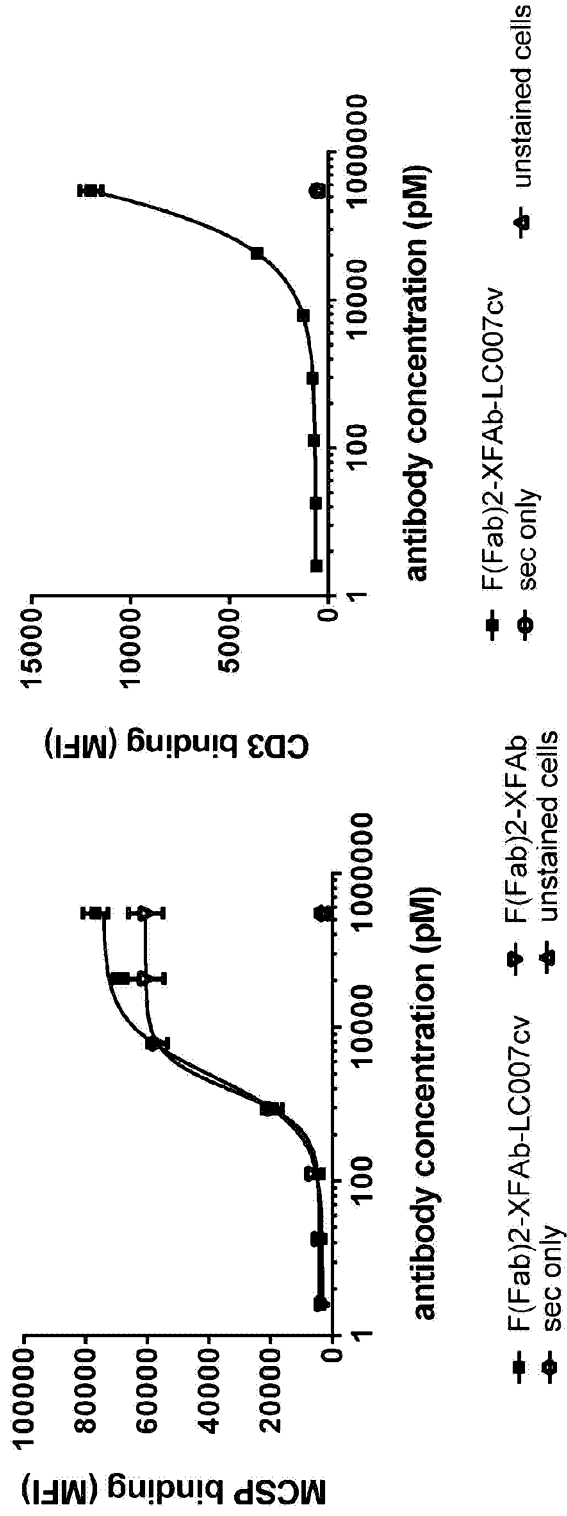 MCSP binding (MFI)
100000
80000
60000
40000
20000
0
1
100
10000
1000000
antibody concentration (pM)
F(Fab)2-XFAb-LC007cv
F(Fab)2-XFAb
sec only
unstained cells
CD3 binding (MFI)
15000
10000
5000
0
1
100
10000
1000000
antibody concentration (pM)
F(Fab)2-XFAb-LC007cv
sec only
unstained cells